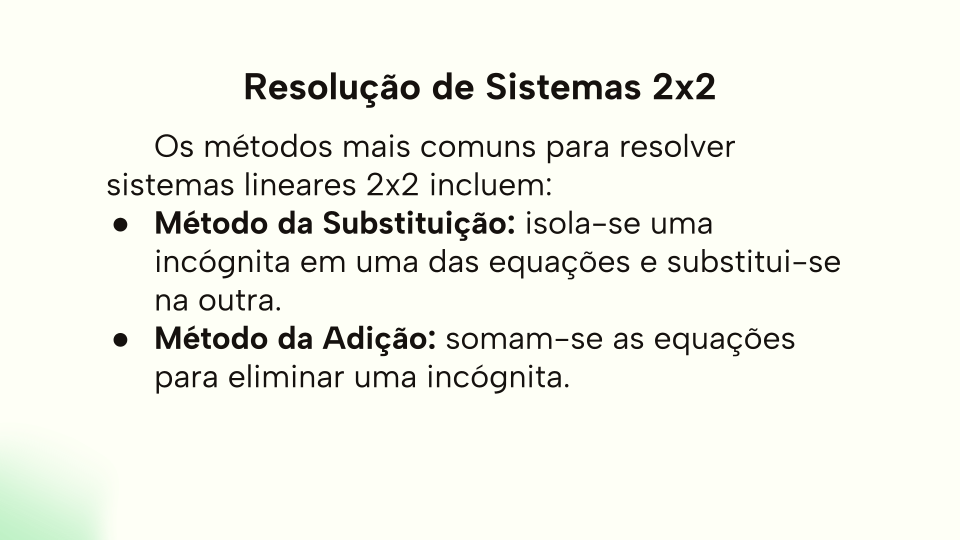 Resolução de Sistemas 2x2
Os métodos mais comuns para resolver
sistemas lineares 2x2 incluem:
● Método da Substituição: isola-se uma
incógnita em uma das equações e substitui-se
na outra.
● Método da Adição: somam-se as equações
para eliminar uma incógnita.